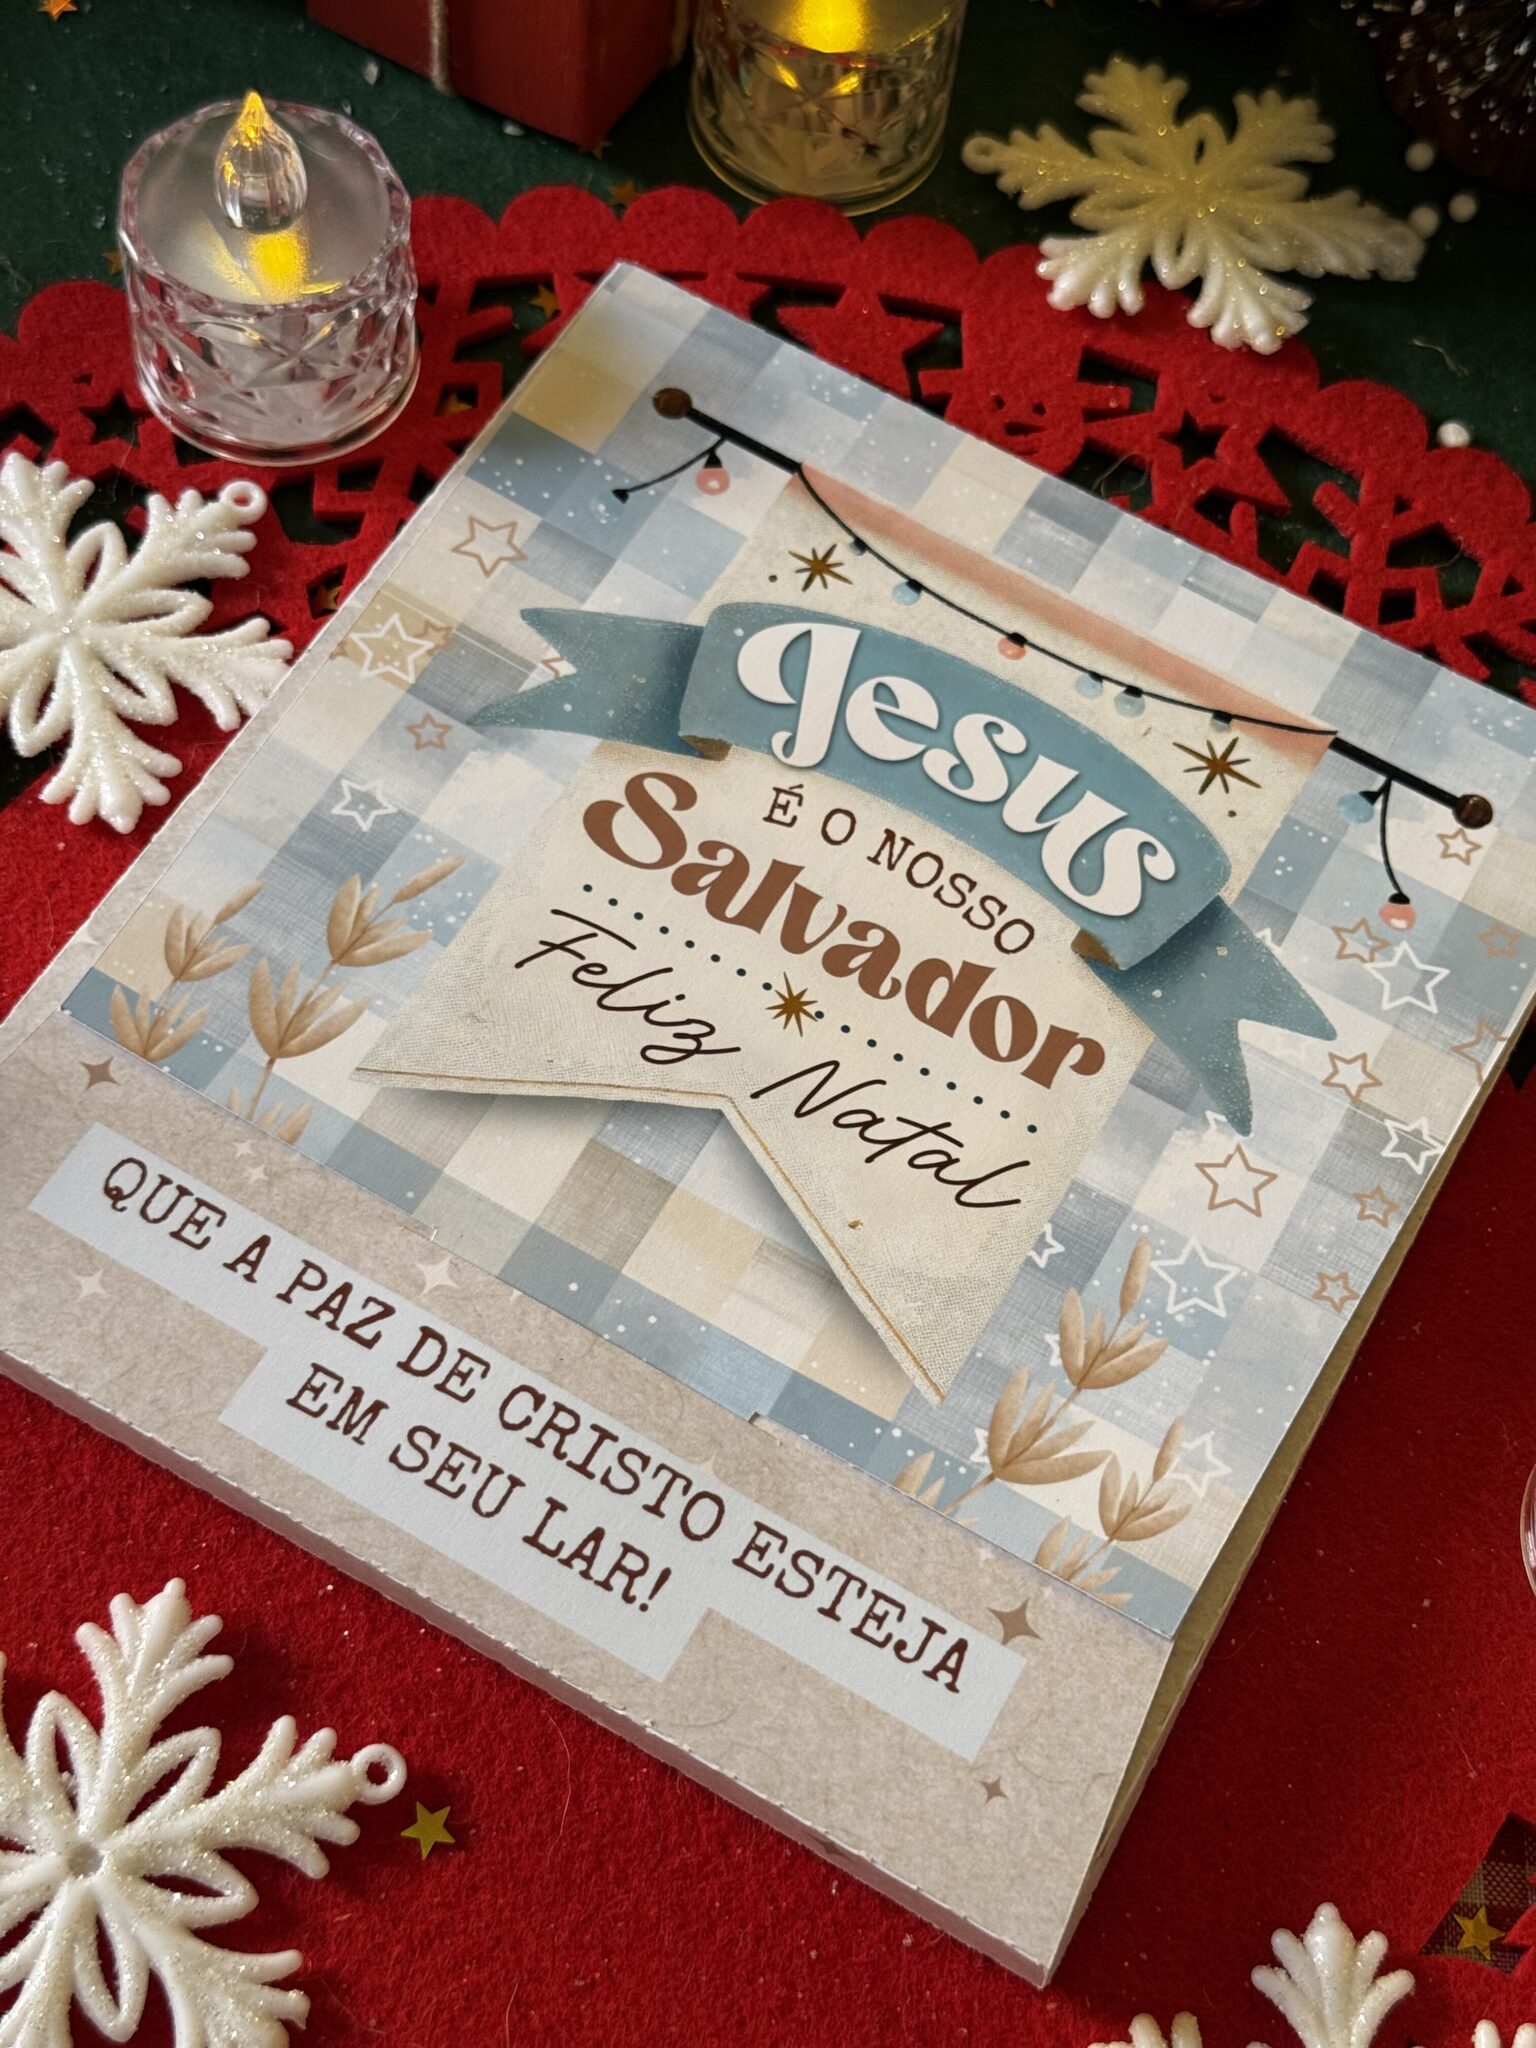 Jesus
É O NOSSO
Salvador
Feliz Natal
QUE A PAZ DE CRISTO ESTEJA
EM SEU LAR!